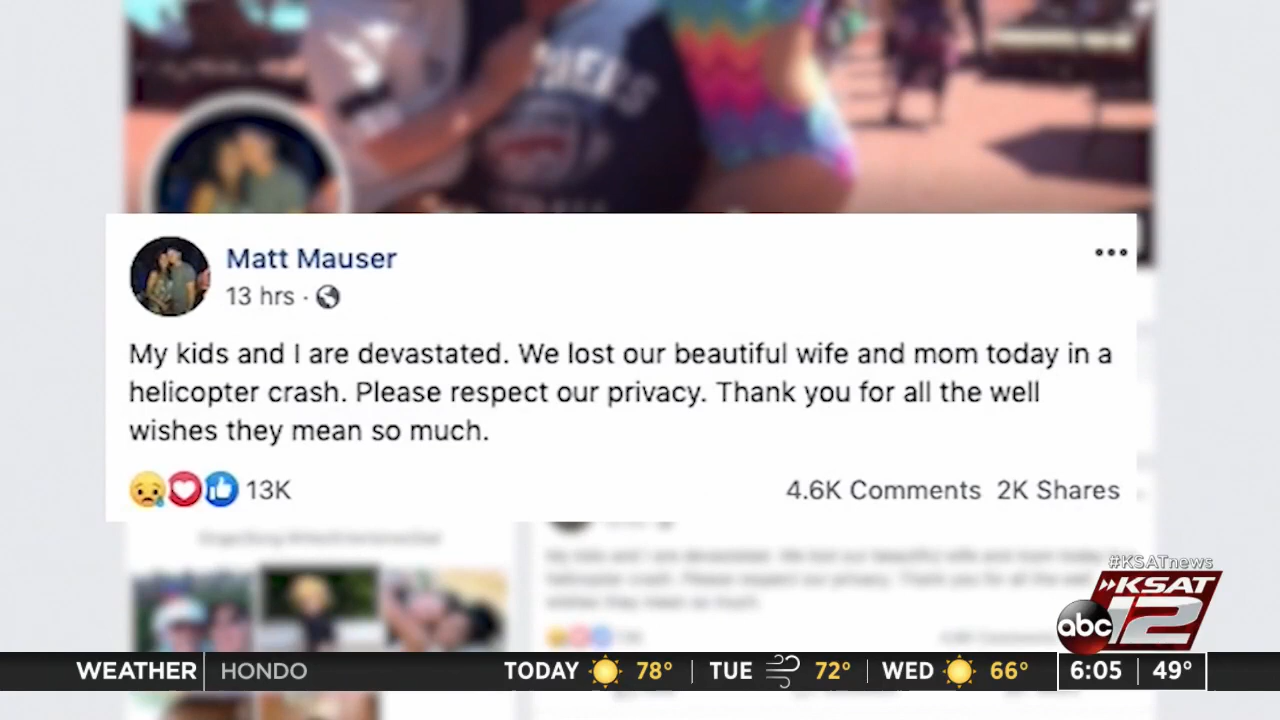 Matt Mauser
13 hrs ·
My kids and I are devastated. We lost our beautiful wife and mom today in a
helicopter crash. Please respect our privacy. Thank you for all the well
wishes they mean so much.
13K
4.6K Comments 2K Shares
#KSATnews
KSAT
abc 12
WEATHER HONDO TODAY 78° TUE 72° WED 66° 6:05 49°